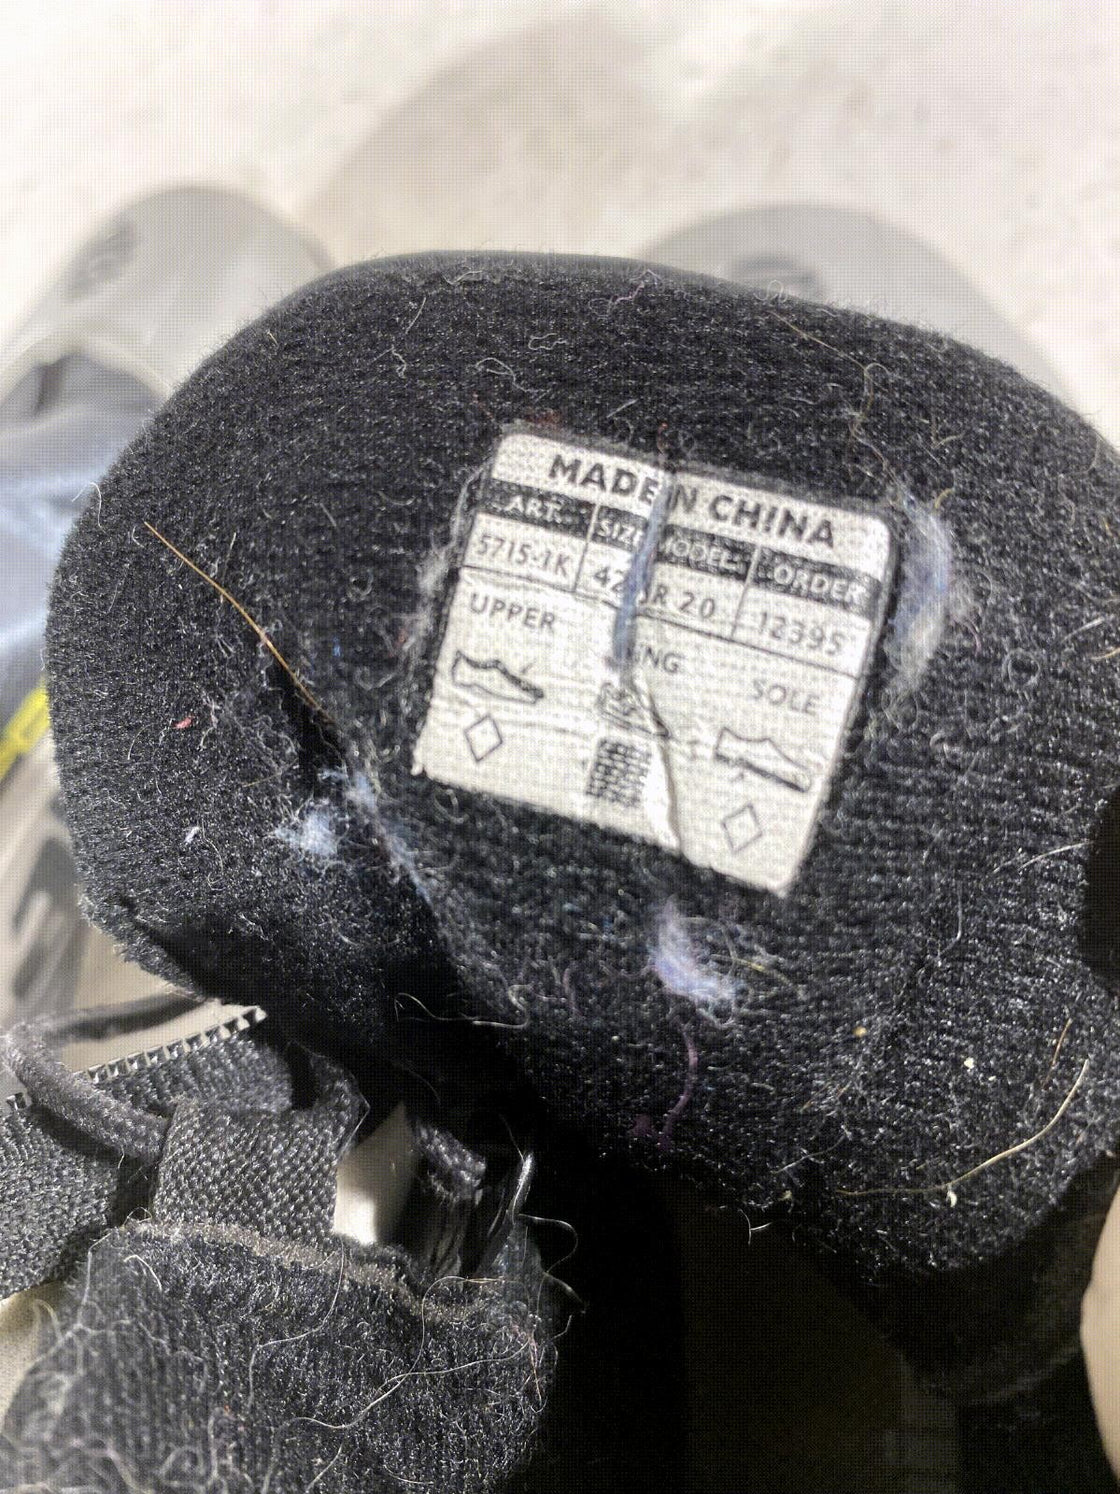 MADE IN CHINA
ART. SIZE MODEL: ORDER
5715-1K 42 R 20 12395
UPPER SOLE